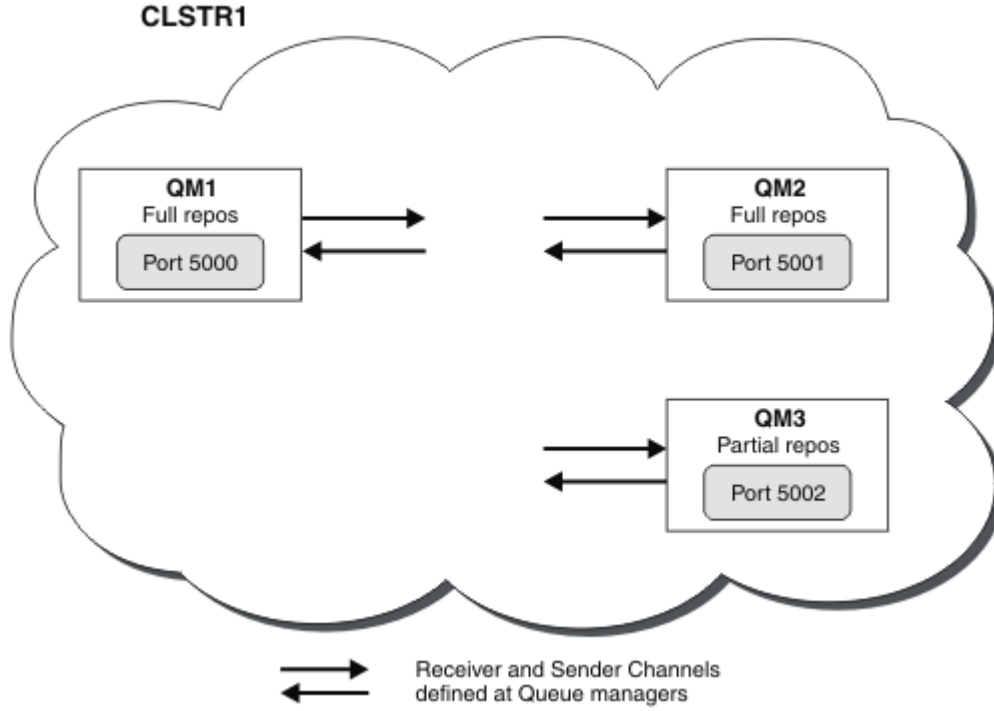 CLSTR1
QM1
Full repos
Port 5000
QM2
Full repos
Port 5001
QM3
Partial repos
Port 5002
Receiver and Sender Channels
defined at Queue managers